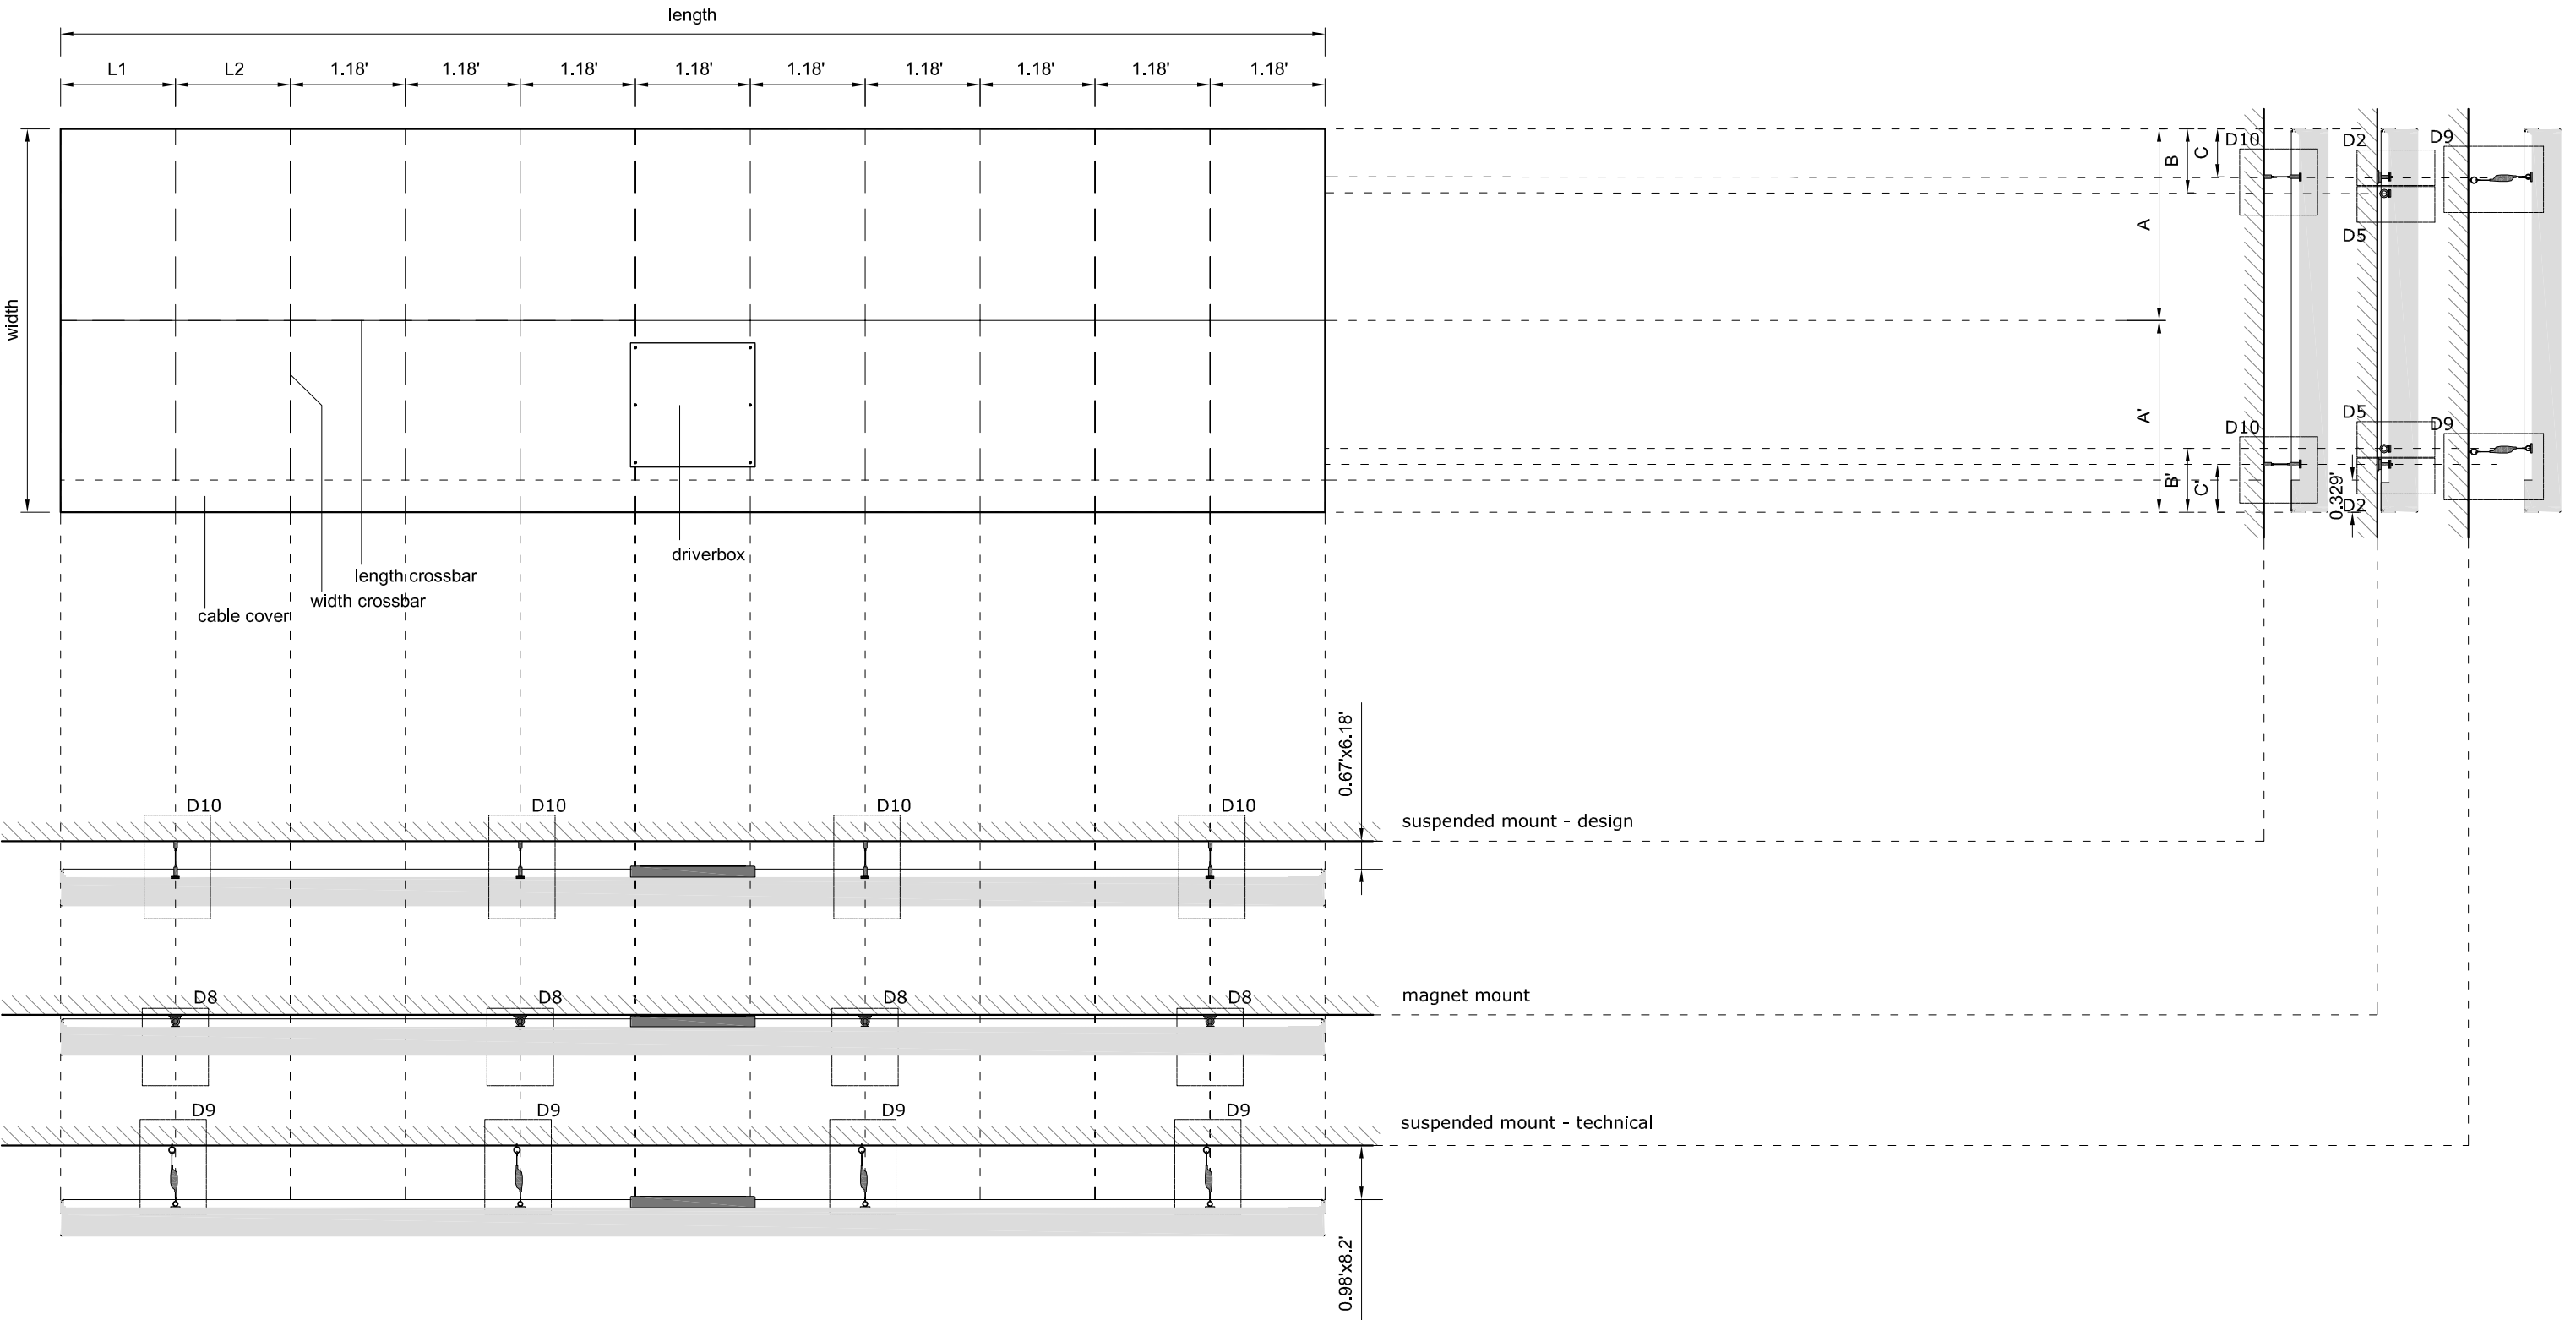 length
L1 L2 1.18' 1.18' 1.18' 1.18' 1.18' 1.18' 1.18' 1.18' 1.18'
width
A
B
C
A'
B'
C'
D10
D2
D9
D5
D10
D5
D9
0.329'
D2
driverbox
length crossbar
width crossbar
cable cover
0.67'x6.18'
D10 D10 D10 D10
suspended mount - design
D8 D8 D8 D8
magnet mount
D9 D9 D9 D9
suspended mount - technical
0.98'x8.2'